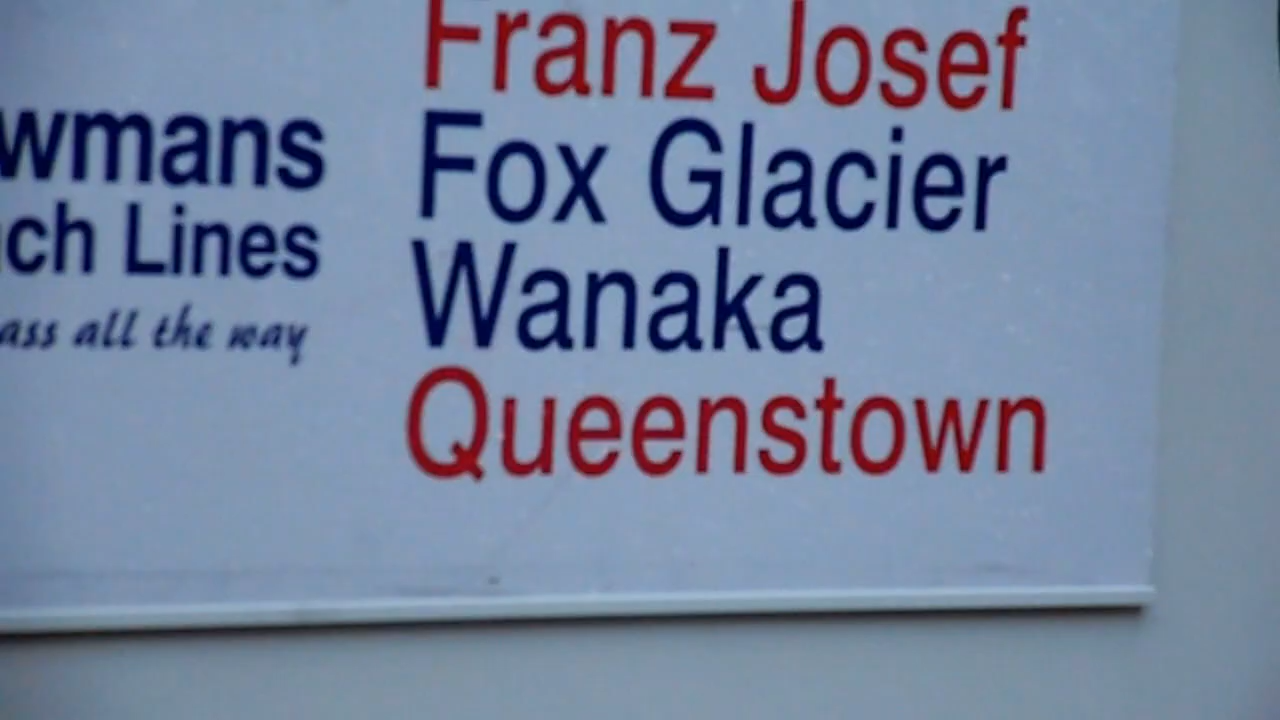 Franz Josef
Fox Glacier
Wanaka
Queenstown
wmans
ch Lines
ass all the way